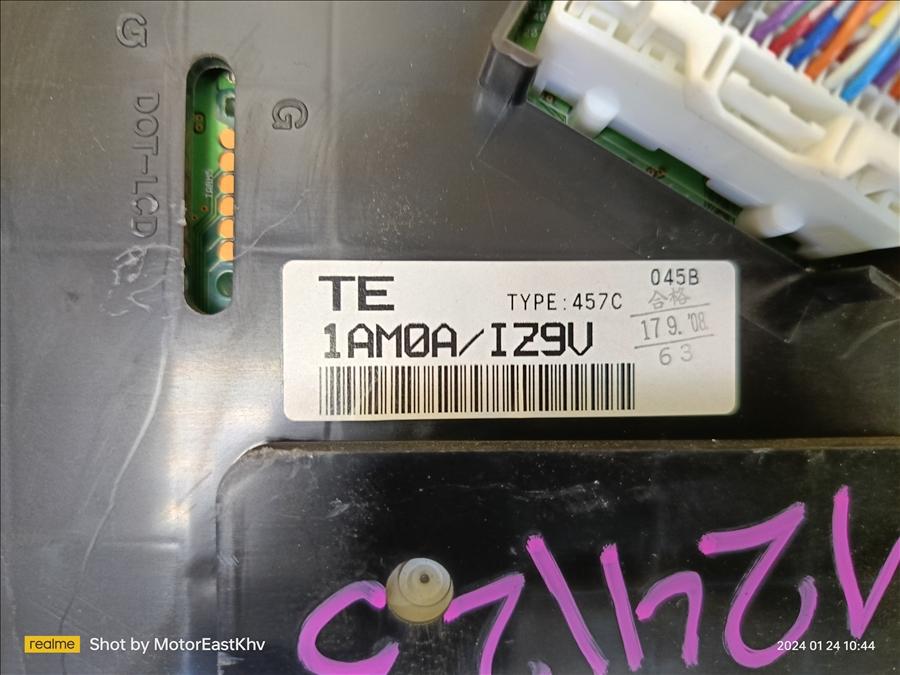 G
G
DOT-LCD
TE
TYPE:457C
045B
合格
1AM0A/IZ9V
17 9.'08.
63
realme
Shot by MotorEastKhv
2024 01 24 10:44